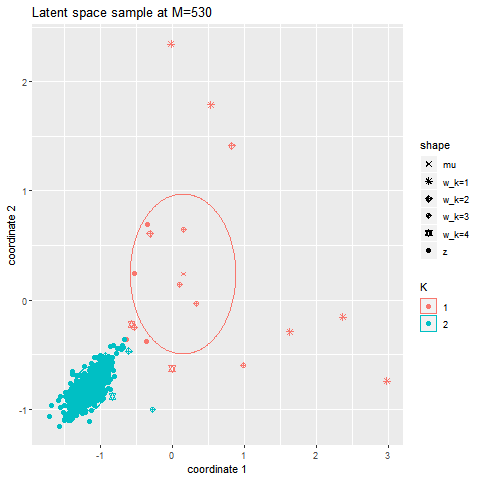 Latent space sample at M=530
2
1
0
-1
coordinate 2
-1
0
1
2
3
coordinate 1
shape
mu
w_k=1
w_k=2
w_k=3
w_k=4
z
K
1
2